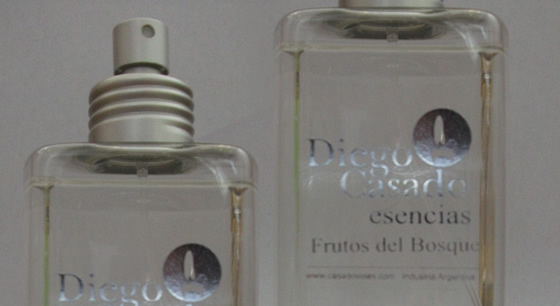 Diego
Casado
esencias
Frutos del Bosque
Industria Argentina
Diego